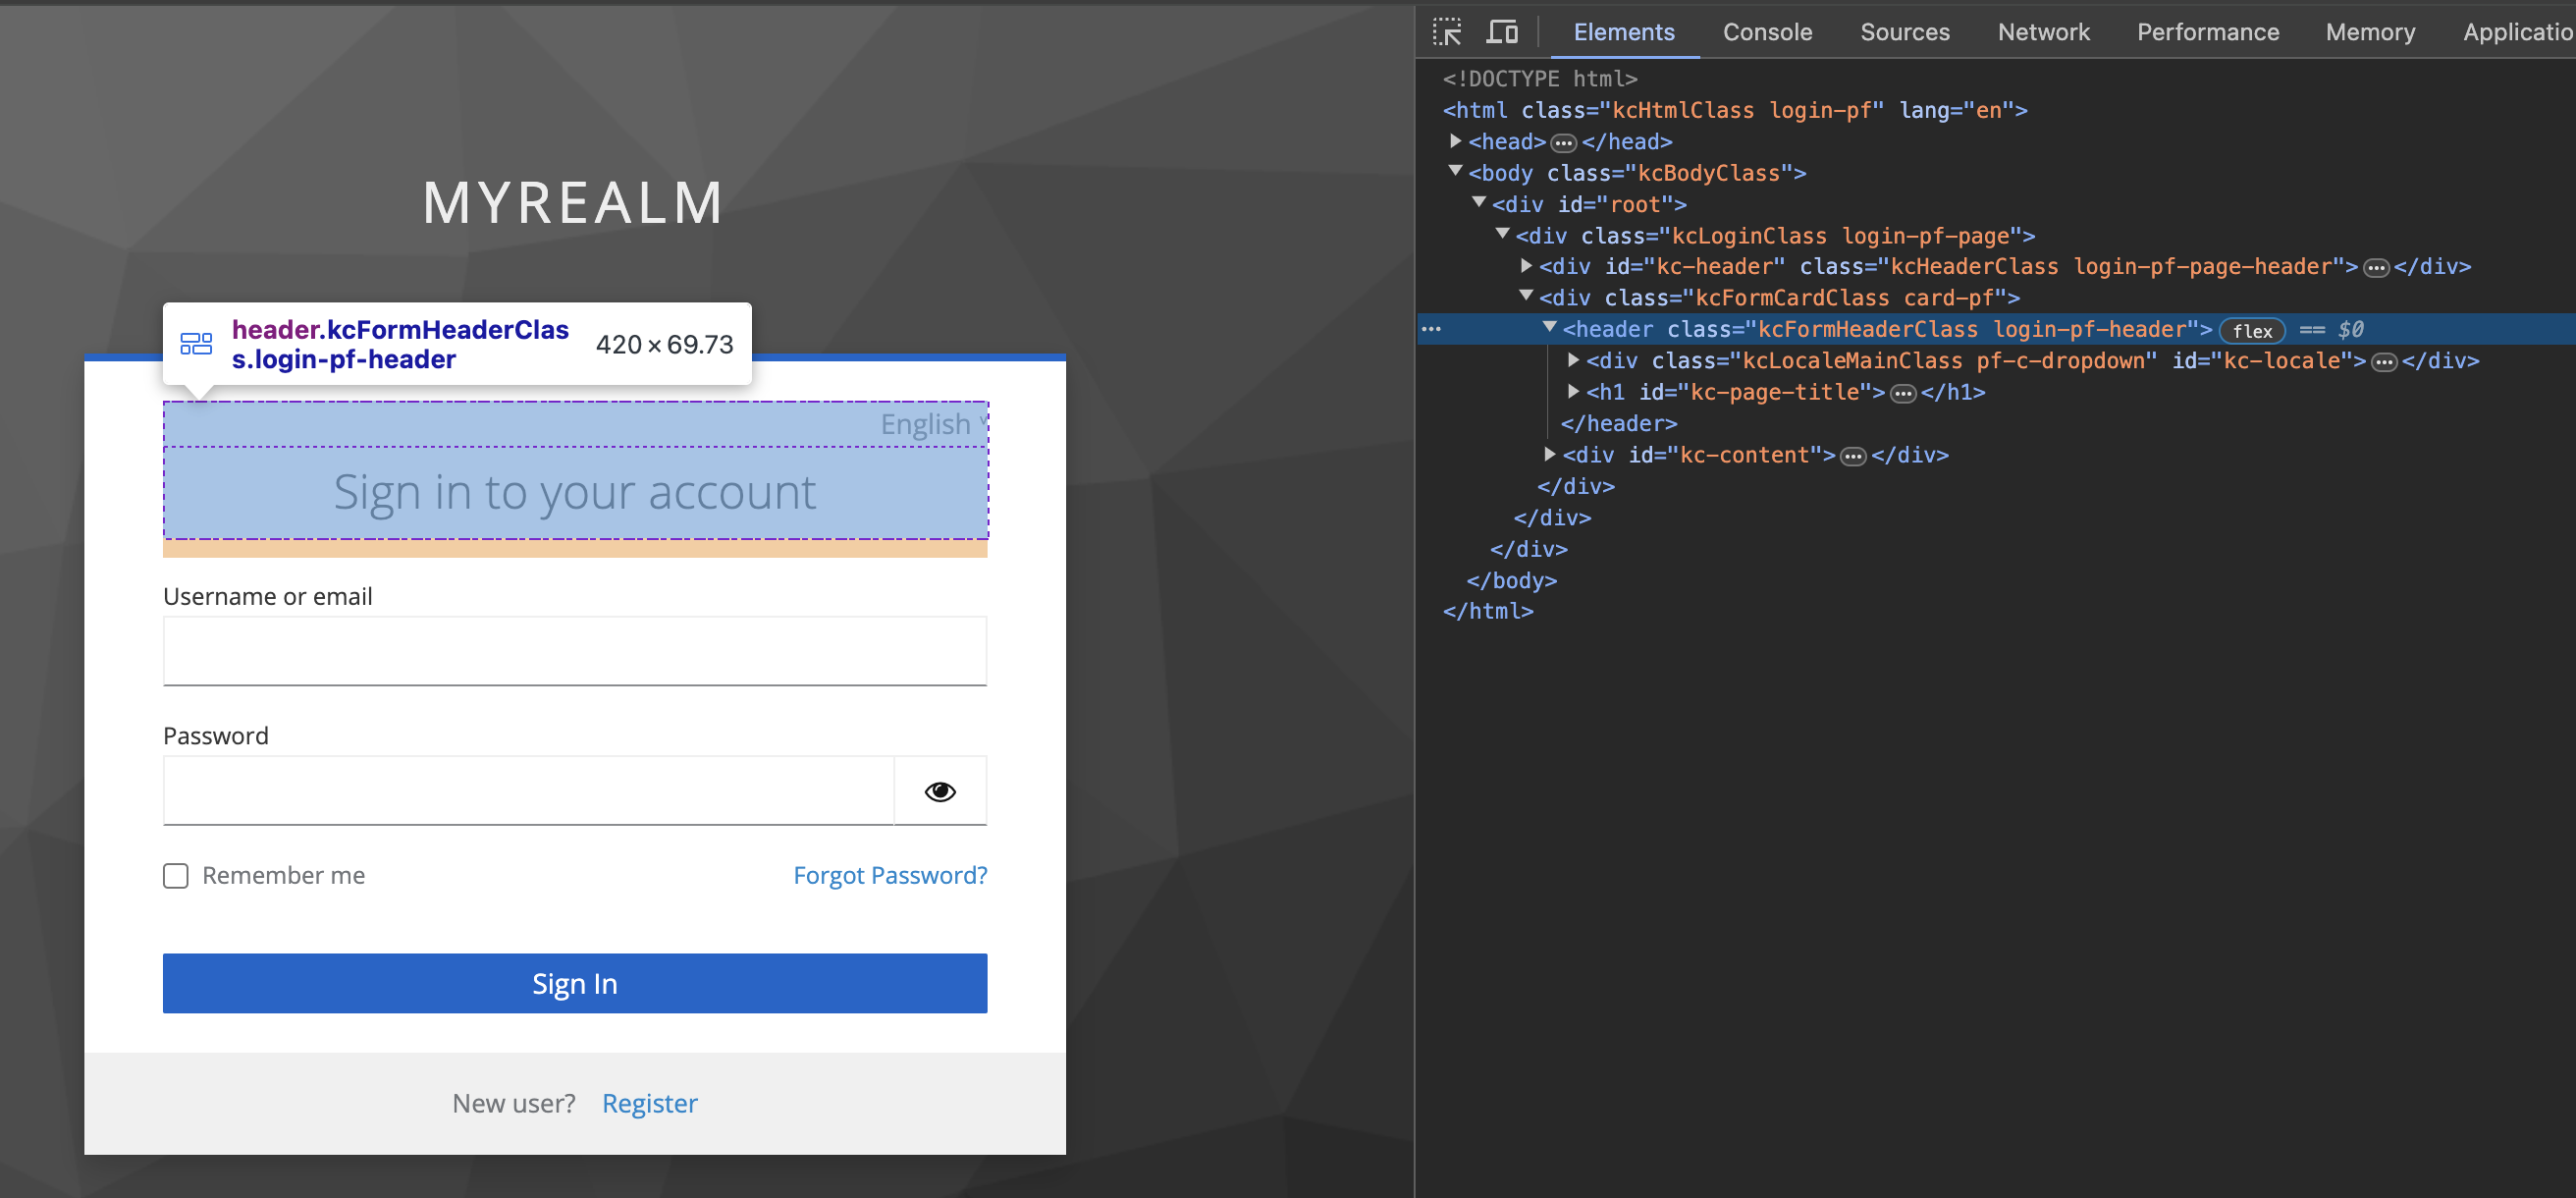 MYREALM
header.kcFormHeaderClas
s.login-pf-header
420 × 69.73
English
Sign in to your account
Username or email
Password
Remember me
Forgot Password?
Sign In
New user? Register
Elements Console Sources Network Performance Memory Applicatio
<!DOCTYPE html>
<html class="kcHtmlClass login-pf" lang="en">
<head>…</head>
<body class="kcBodyClass">
<div id="root">
<div class="kcLoginClass login-pf-page">
<div id="kc-header" class="kcHeaderClass login-pf-page-header">…</div>
<div class="kcFormCardClass card-pf">
<header class="kcFormHeaderClass login-pf-header"> flex == $0
<div class="kcLocaleMainClass pf-c-dropdown" id="kc-locale">…</div>
<h1 id="kc-page-title">…</h1>
</header>
<div id="kc-content">…</div>
</div>
</div>
</div>
</body>
</html>